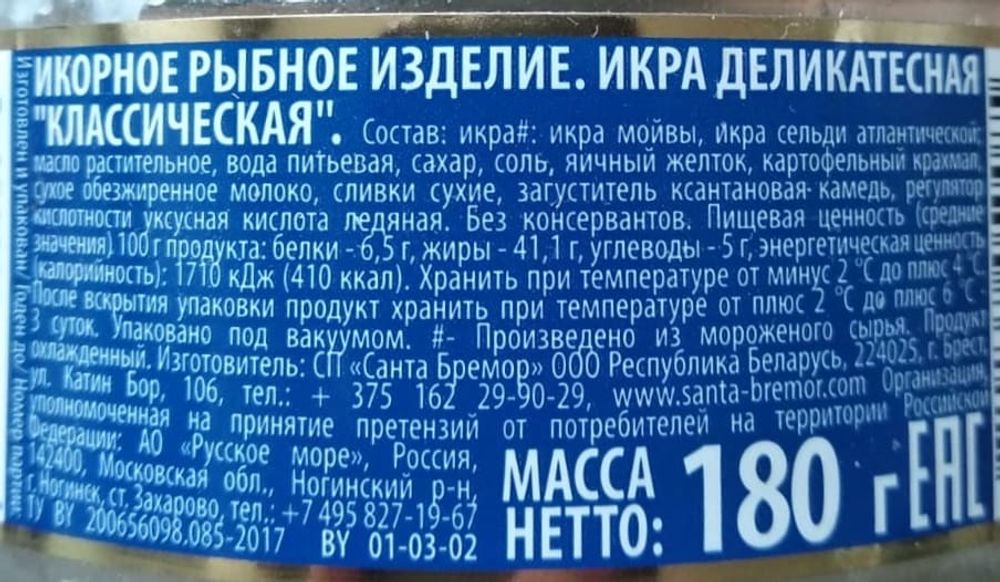 ИКОРНОЕ РЫБНОЕ ИЗДЕЛИЕ. ИКРА ДЕЛИКАТЕСНАЯ
"КЛАССИЧЕСКАЯ". Состав: икра#: икра мойвы, икра сельди атлантической,
масло растительное, вода питьевая, сахар, соль, яичный желток, картофельный крахмал,
сухое обезжиренное молоко, сливки сухие, загуститель ксантановая камедь, регулятор
кислотности уксусная кислота ледяная. Без консервантов. Пищевая ценность (средние
значения) 100 г продукта: белки - 6,5 г, жиры - 41,1 г, углеводы - 5 г, энергетическая ценность
(калорийность): 1710 кДж (410 ккал). Хранить при температуре от минус 2 °С до плюс 4 °С.
После вскрытия упаковки продукт хранить при температуре от плюс 2 °С до плюс 6 °С -
3 суток. Упаковано под вакуумом. #- Произведено из мороженого сырья. Продукт
охлажденный. Изготовитель: СП «Санта Бремор» ООО Республика Беларусь, 224025, г. Брест,
ул. Катин Бор, 106, тел.: + 375 162 29-90-29, www.santa-bremor.com Организация,
уполномоченная на принятие претензий от потребителей на территории Российской
Федерации: АО «Русское море», Россия,
142400, Московская обл., Ногинский р-н,
г. Ногинск, ст. Захарово, тел.: +7 495 827-19-67
ТУ BY 200656098.085-2017 BY 01-03-02
МАССА
НЕТТО: 180 г EAC
Изготовлен и упакован/ Годен до/ Номер партии: